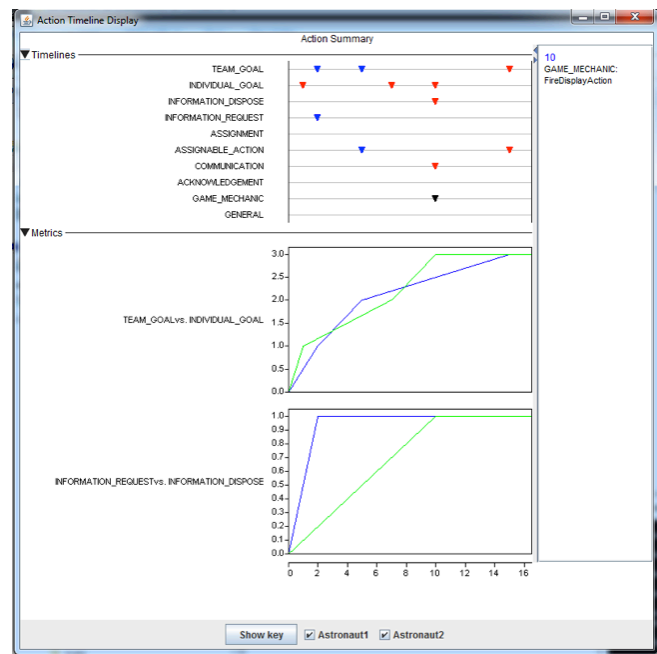 Action Timeline Display
Action Summary
Timelines
TEAM_GOAL
INDIVIDUAL_GOAL
INFORMATION_DISPOSE
INFORMATION_REQUEST
ASSIGNMENT
ASSIGNABLE_ACTION
COMMUNICATION
ACKNOWLEDGEMENT
GAME_MECHANIC
GENERAL
10
GAME_MECHANIC:
FireDisplayAction
Metrics
3.0
2.5
2.0
TEAM_GOALvs. INDIVIDUAL_GOAL
1.5
1.0
0.5
0.0
1.0
0.9
0.8
0.7
0.6
INFORMATION_REQUESTvs. INFORMATION_DISPOSE
0.5
0.4
0.3
0.2
0.1
0.0
0 2 4 6 8 10 12 14 16
Show key Astronaut1 Astronaut2